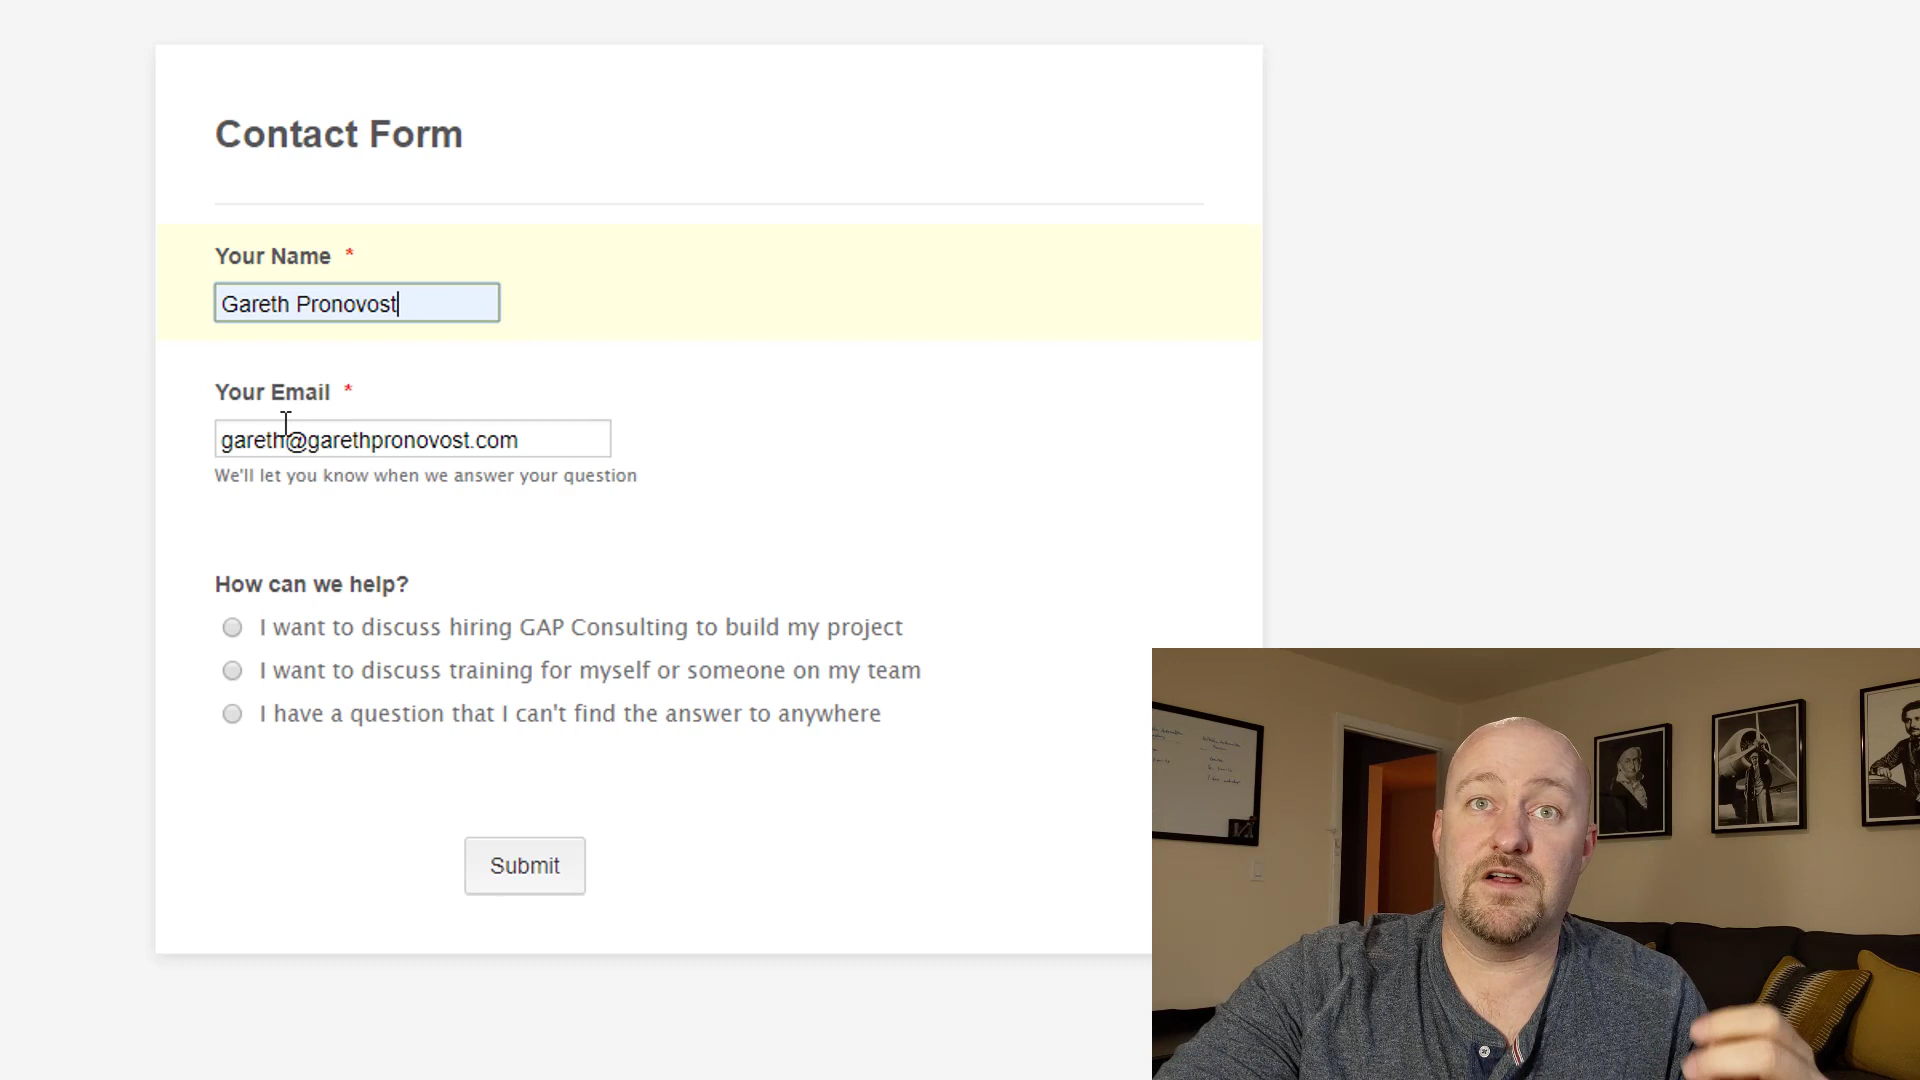 Contact Form
Your Name *
Gareth Pronovost
Your Email *
gareth@garethpronovost.com
We'll let you know when we answer your question
How can we help?
I want to discuss hiring GAP Consulting to build my project
I want to discuss training for myself or someone on my team
I have a question that I can't find the answer to anywhere
Submit